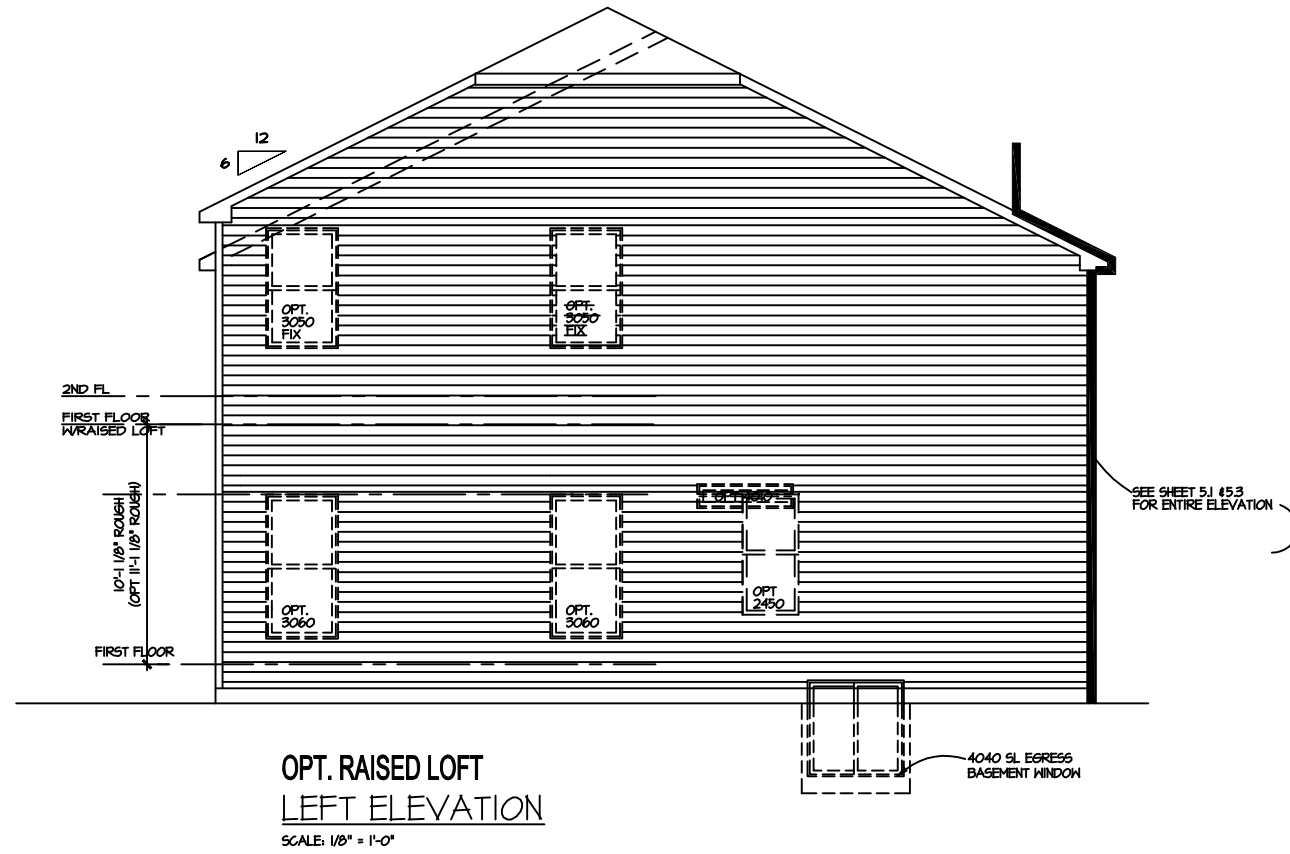 12
6
OPT.
3050
FIX
OPT.
3050
FIX
2ND FL
FIRST FLOOR
W/RAISED LOFT
10'-1 1/8" ROUGH
(OPT 11'-1 1/8" ROUGH)
OPT
SEE SHEET 5.1 &5.3
FOR ENTIRE ELEVATION
OPT
2450
OPT.
3060
OPT.
3060
FIRST FLOOR
4040 SL EGRESS
BASEMENT WINDOW
OPT. RAISED LOFT
LEFT ELEVATION
SCALE: 1/8" = 1'-0"